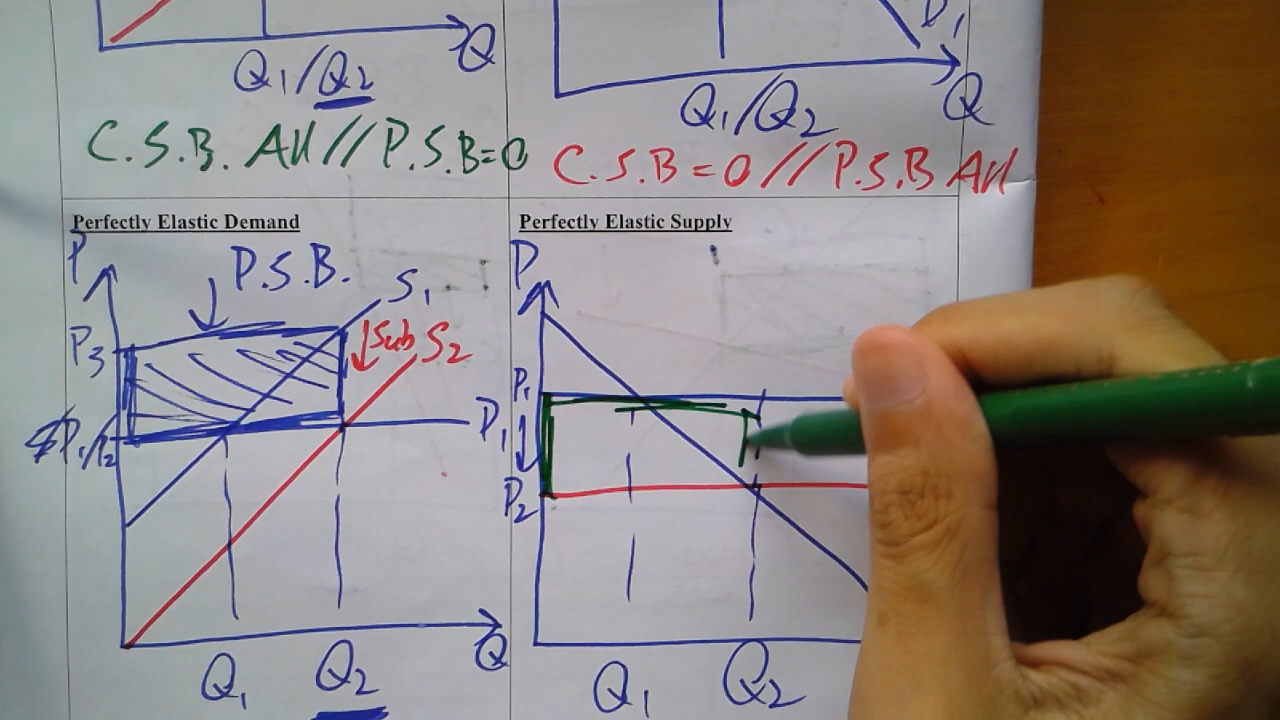 Q
D1
Q
Q1/Q2
Q1/Q2
C.S.B. All // P.S.B=0
C.S.B=0 // P.S.B All
Perfectly Elastic Demand
Perfectly Elastic Supply
P
P.S.B.
S1
P
P3
Sub
S2
P1
P1/P2
P1
P2
Q
Q1
Q2
Q1
Q2